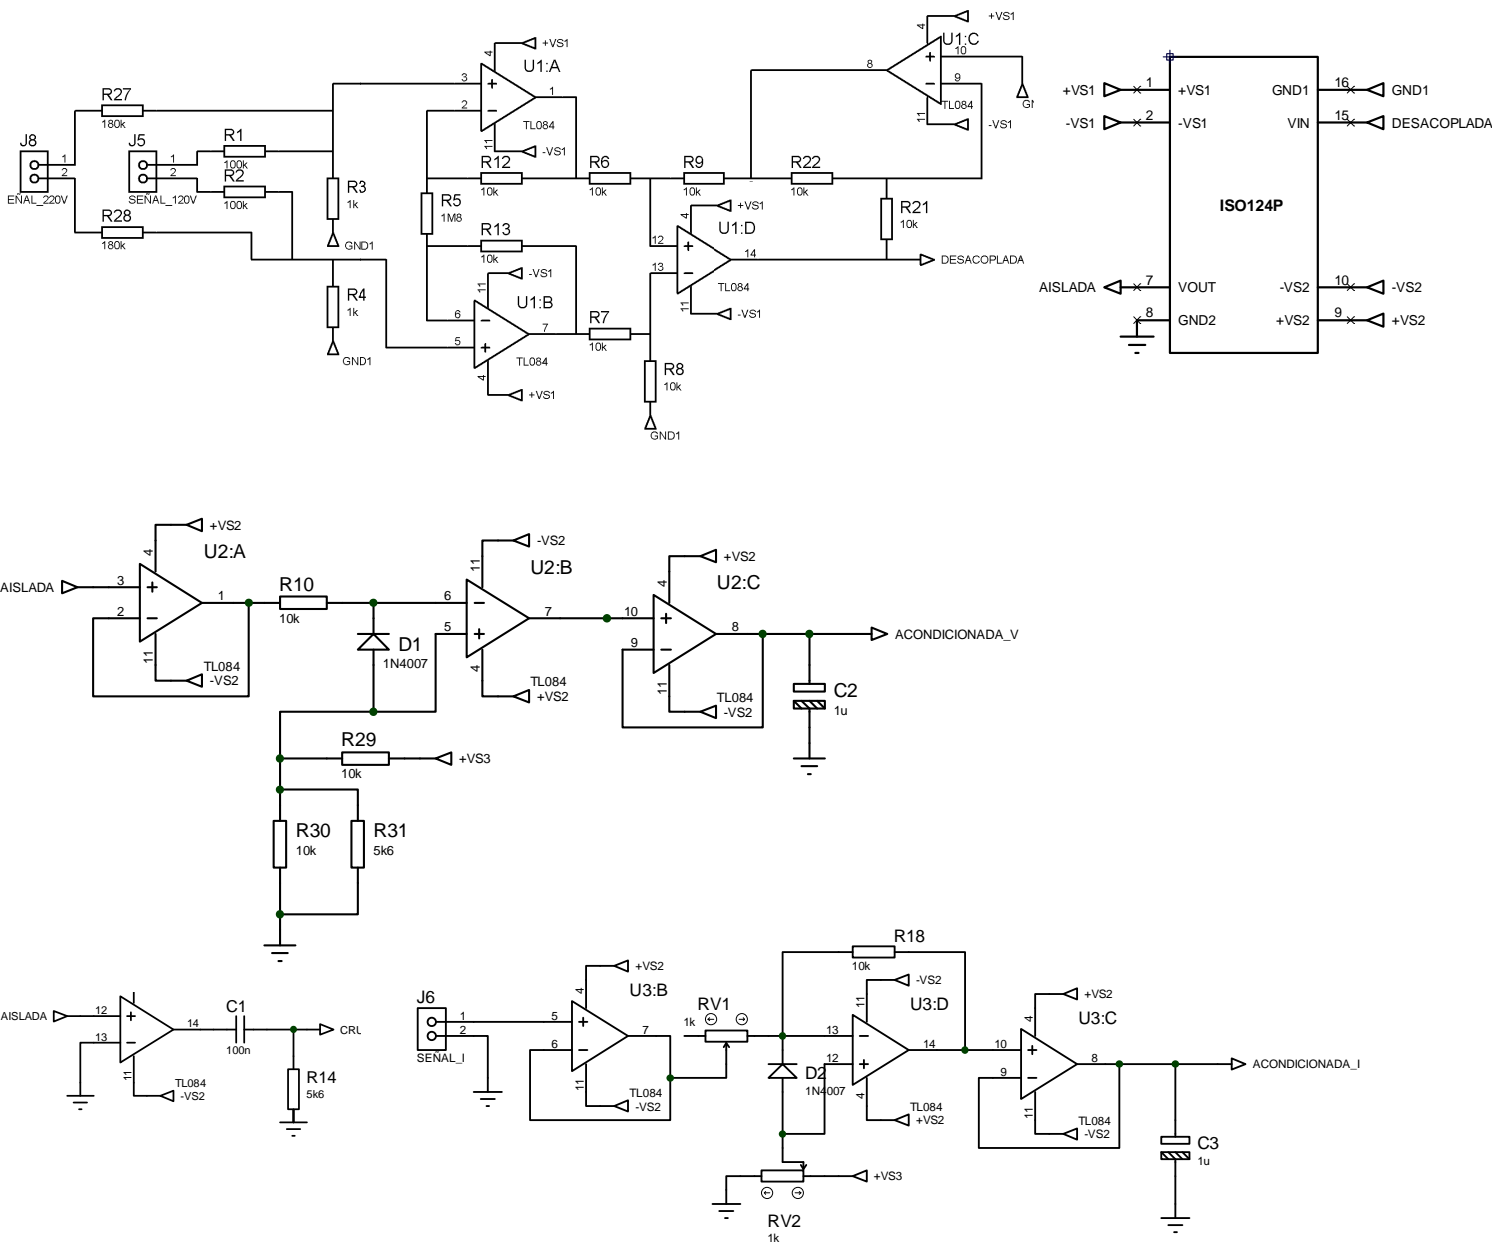 J8
1
2
EÑAL_220V
R27
180k
R28
180k
J5
1
2
SEÑAL_120V
R1
100k
R2
100k
R3
1k
GND1
R4
1k
GND1
+VS1
4
U1:A
3
2
1
11
TL084
-VS1
R12
10k
R5
1M8
R13
10k
-VS1
11
U1:B
6
5
7
TL084
4
+VS1
R6
10k
R7
10k
R8
10k
GND1
R9
10k
R22
10k
R21
10k
+VS1
4
U1:D
12
13
14
TL084
11
-VS1
DESACOPLADA
+VS1
4
U1:C
10
9
8
TL084
11
-VS1
+VS1
1
+VS1
-VS1
2
-VS1
GND1
16
GND1
VIN
15
DESACOPLADA
ISO124P
AISLADA
7
VOUT
8
GND2
-VS2
10
-VS2
+VS2
9
+VS2
+VS2
4
U2:A
AISLADA
3
2
1
11
TL084
-VS2
R10
10k
D1
1N4007
-VS2
11
U2:B
6
5
7
4
TL084
+VS2
+VS2
4
U2:C
10
9
8
11
TL084
-VS2
ACONDICIONADA_V
C2
1u
R29
10k
+VS3
R30
10k
R31
5k6
AISLADA
12
13
14
11
TL084
-VS2
C1
100n
R14
5k6
J6
1
2
SEÑAL_I
+VS2
4
U3:B
5
6
7
11
TL084
-VS2
RV1
1k
R18
10k
D2
1N4007
-VS2
11
U3:D
13
12
14
4
TL084
+VS2
RV2
1k
+VS3
+VS2
4
U3:C
10
9
8
11
TL084
-VS2
ACONDICIONADA_I
C3
1u